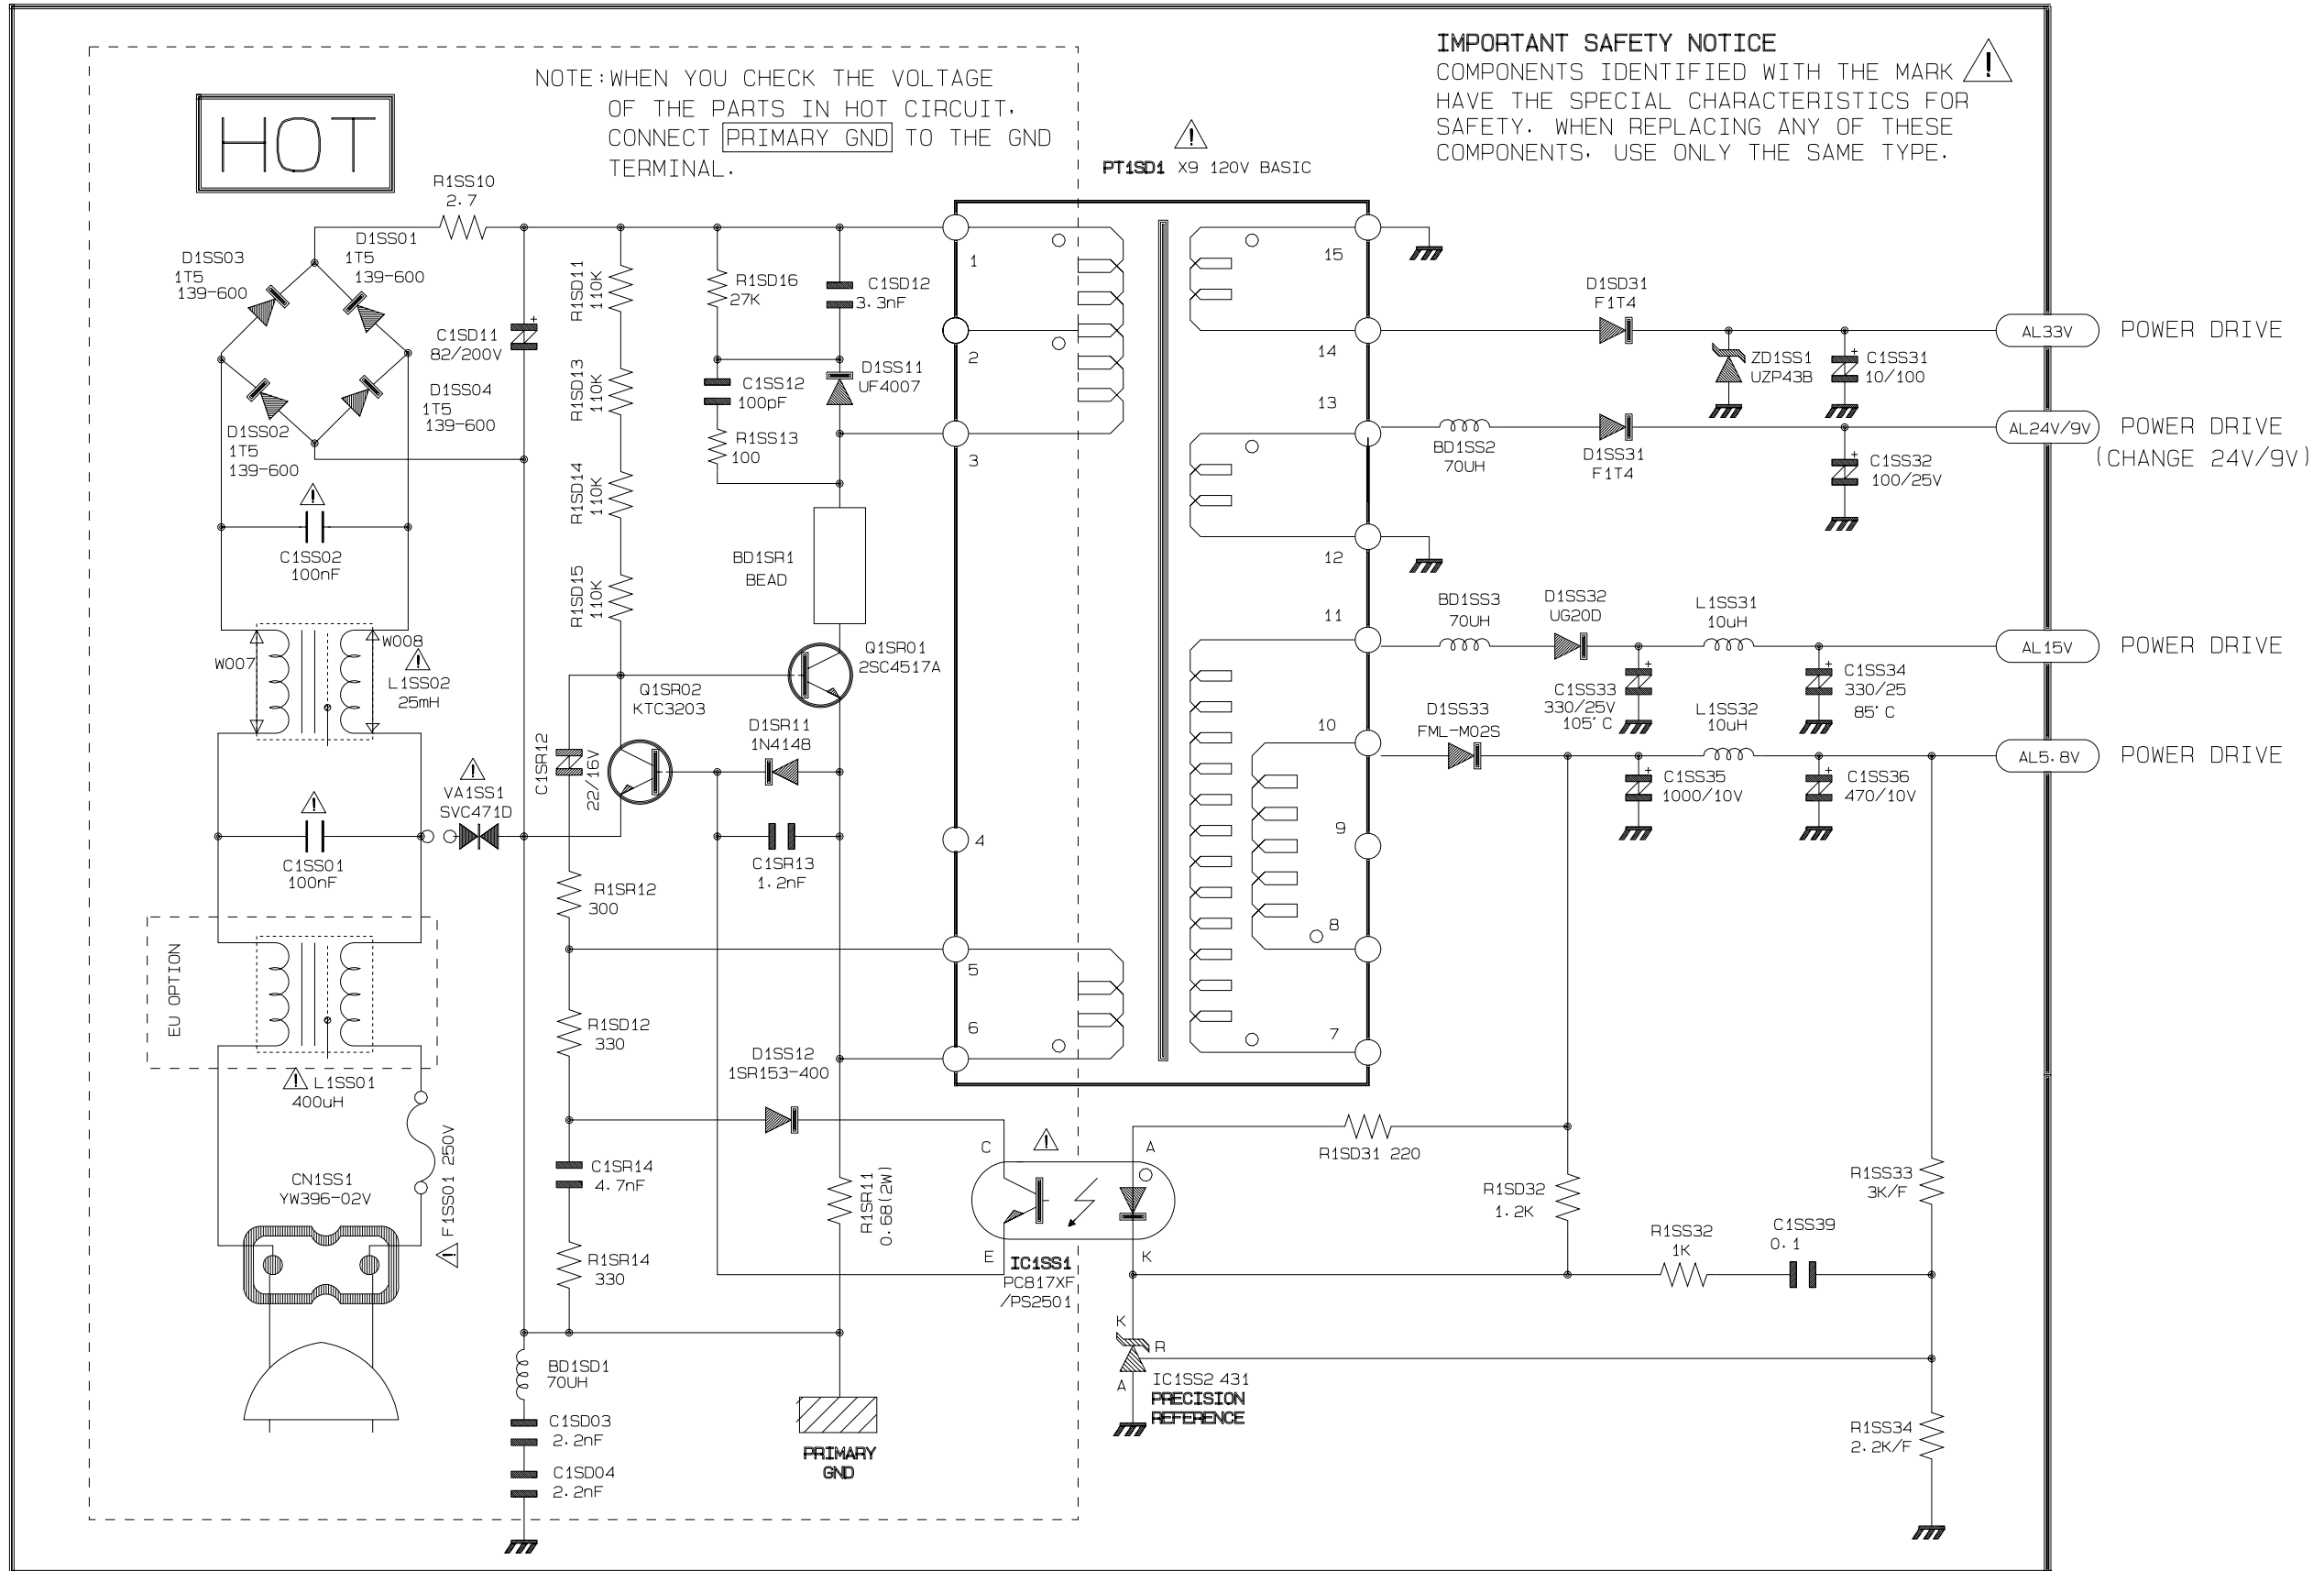 IMPORTANT SAFETY NOTICE
COMPONENTS IDENTIFIED WITH THE MARK
HAVE THE SPECIAL CHARACTERISTICS FOR
SAFETY. WHEN REPLACING ANY OF THESE
COMPONENTS, USE ONLY THE SAME TYPE.
NOTE:WHEN YOU CHECK THE VOLTAGE
OF THE PARTS IN HOT CIRCUIT,
CONNECT PRIMARY GND TO THE GND
TERMINAL.
HOT
PT1SD1 X9 120V BASIC
R1SS10
2.7
D1SS01
1T5
139-600
D1SS03
1T5
139-600
C1SD11
82/200V
D1SS04
1T5
139-600
D1SS02
1T5
139-600
C1SS02
100nF
W007
W008
L1SS02
25mH
VA1SS1
SVC471D
C1SS01
100nF
EU OPTION
L1SS01
400uH
F1SS01 250V
CN1SS1
YW396-02V
R1SD11
110K
R1SD13
110K
R1SD14
110K
R1SD15
110K
R1SD16
27K
C1SD12
3.3nF
C1SS12
100pF
D1SS11
UF4007
R1SS13
100
BD1SR1
BEAD
Q1SR01
2SC4517A
Q1SR02
KTC3203
D1SR11
1N4148
C1SR12
22/16V
C1SR13
1.2nF
R1SR12
300
R1SD12
330
D1SS12
1SR153-400
C1SR14
4.7nF
R1SR14
330
R1SR11
0.68(2W)
BD1SD1
70UH
C1SD03
2.2nF
C1SD04
2.2nF
PRIMARY
GND
1
2
3
4
5
6
15
14
13
12
11
10
9
8
7
D1SD31
F1T4
ZD1SS1
UZP43B
C1SS31
10/100
AL33V
POWER DRIVE
BD1SS2
70UH
D1SS31
F1T4
C1SS32
100/25V
AL24V/9V
POWER DRIVE
(CHANGE 24V/9V)
BD1SS3
70UH
D1SS32
UG20D
L1SS31
10uH
C1SS33
330/25V
105'C
C1SS34
330/25
85'C
AL15V
POWER DRIVE
D1SS33
FML-M02S
L1SS32
10uH
C1SS35
1000/10V
C1SS36
470/10V
AL5.8V
POWER DRIVE
C
A
E
K
IC1SS1
PC817XF
/PS2501
R1SD31 220
R1SD32
1.2K
R1SS33
3K/F
R1SS32
1K
C1SS39
0.1
K
R
A
IC1SS2 431
PRECISION
REFERENCE
R1SS34
2.2K/F